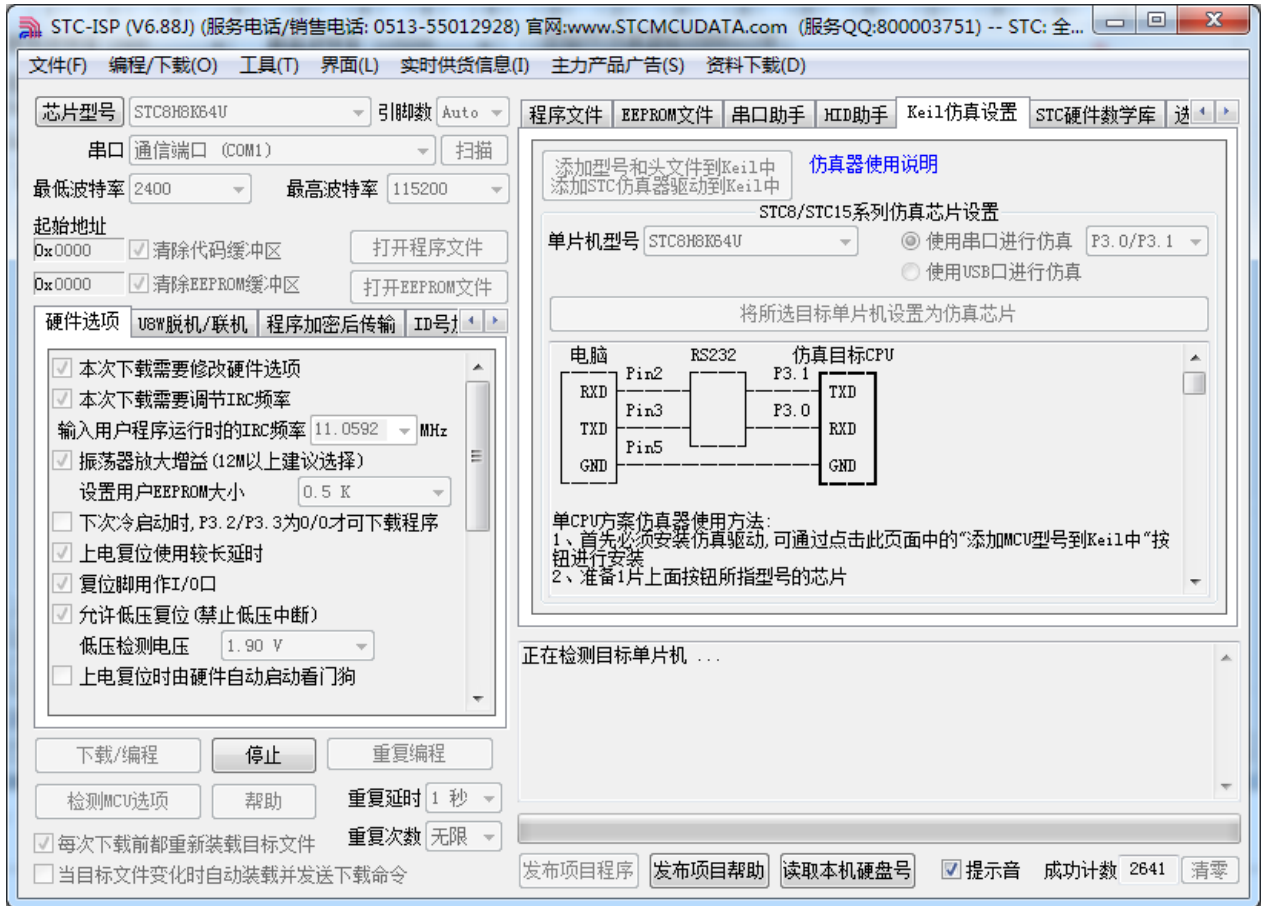 STC-ISP (V6.88J) (服务电话/销售电话: 0513-55012928) 官网:www.STCMCUDATA.com (服务QQ:800003751) -- STC: 全...
文件(F) 编程/下载(O) 工具(T) 界面(L) 实时供货信息(I) 主力产品广告(S) 资料下载(D)
芯片型号 STC8H8K64U 引脚数 Auto
串口 通信端口 (COM1) 扫描
最低波特率 2400 最高波特率 115200
起始地址
0x0000 清除代码缓冲区 打开程序文件
0x0000 清除EEPROM缓冲区 打开EEPROM文件
硬件选项 U8W脱机/联机 程序加密后传输 ID号
本次下载需要修改硬件选项
本次下载需要调节IRC频率
输入用户程序运行时的IRC频率 11.0592 MHz
振荡器放大增益(12M以上建议选择)
设置用户EEPROM大小 0.5 K
下次冷启动时,P3.2/P3.3为0/0才可下载程序
上电复位使用较长延时
复位脚用作I/O口
允许低压复位(禁止低压中断)
低压检测电压 1.90 V
上电复位时由硬件自动启动看门狗
下载/编程 停止 重复编程
检测MCU选项 帮助 重复延时 1 秒
每次下载前都重新装载目标文件 重复次数 无限
当目标文件变化时自动装载并发送下载命令
程序文件 EEPROM文件 串口助手 HID助手 Keil仿真设置 STC硬件数学库 选
添加型号和头文件到Keil中
添加STC仿真器驱动到Keil中
仿真器使用说明
STC8/STC15系列仿真芯片设置
单片机型号 STC8H8K64U 使用串口进行仿真 P3.0/P3.1
使用USB口进行仿真
将所选目标单片机设置为仿真芯片
电脑 RS232 仿真目标CPU
Pin2 P3.1
RXD TXD
Pin3 P3.0
TXD RXD
Pin5
GND GND
单CPU方案仿真器使用方法:
1、首先必须安装仿真驱动,可通过点击此页面中的"添加MCU型号到Keil中"按
钮进行安装
2、准备1片上面按钮所指型号的芯片
正在检测目标单片机 ...
发布项目程序 发布项目帮助 读取本机硬盘号 提示音 成功计数 2641 清零